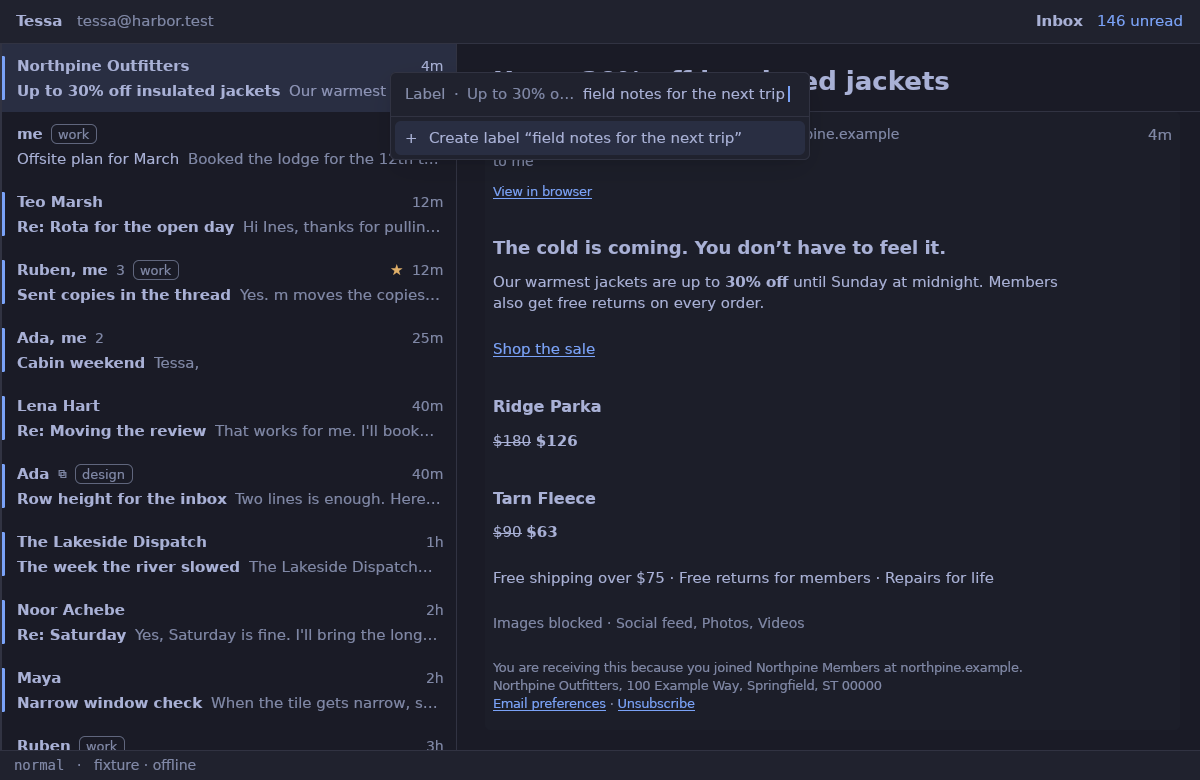 Tessa tessa@harbor.test
Inbox 146 unread
Northpine Outfitters 4m
Up to 30% off insulated jackets Our warmest
me work
Offsite plan for March Booked the lodge for the 12th t…
Teo Marsh 12m
Re: Rota for the open day Hi Ines, thanks for pullin…
Ruben, me 3 work ★ 12m
Sent copies in the thread Yes. m moves the copies…
Ada, me 2 25m
Cabin weekend Tessa,
Lena Hart 40m
Re: Moving the review That works for me. I'll book…
Ada design 40m
Row height for the inbox Two lines is enough. Here…
The Lakeside Dispatch 1h
The week the river slowed The Lakeside Dispatch…
Noor Achebe 2h
Re: Saturday Yes, Saturday is fine. I'll bring the long…
Maya 2h
Narrow window check When the tile gets narrow, s…
Ruben work 3h
Label · Up to 30% o… field notes for the next trip
+ Create label “field notes for the next trip”
jackets
pine.example 4m
to me
View in browser
The cold is coming. You don’t have to feel it.
Our warmest jackets are up to 30% off until Sunday at midnight. Members
also get free returns on every order.
Shop the sale
Ridge Parka
$180 $126
Tarn Fleece
$90 $63
Free shipping over $75 · Free returns for members · Repairs for life
Images blocked · Social feed, Photos, Videos
You are receiving this because you joined Northpine Members at northpine.example.
Northpine Outfitters, 100 Example Way, Springfield, ST 00000
Email preferences · Unsubscribe
normal · fixture · offline